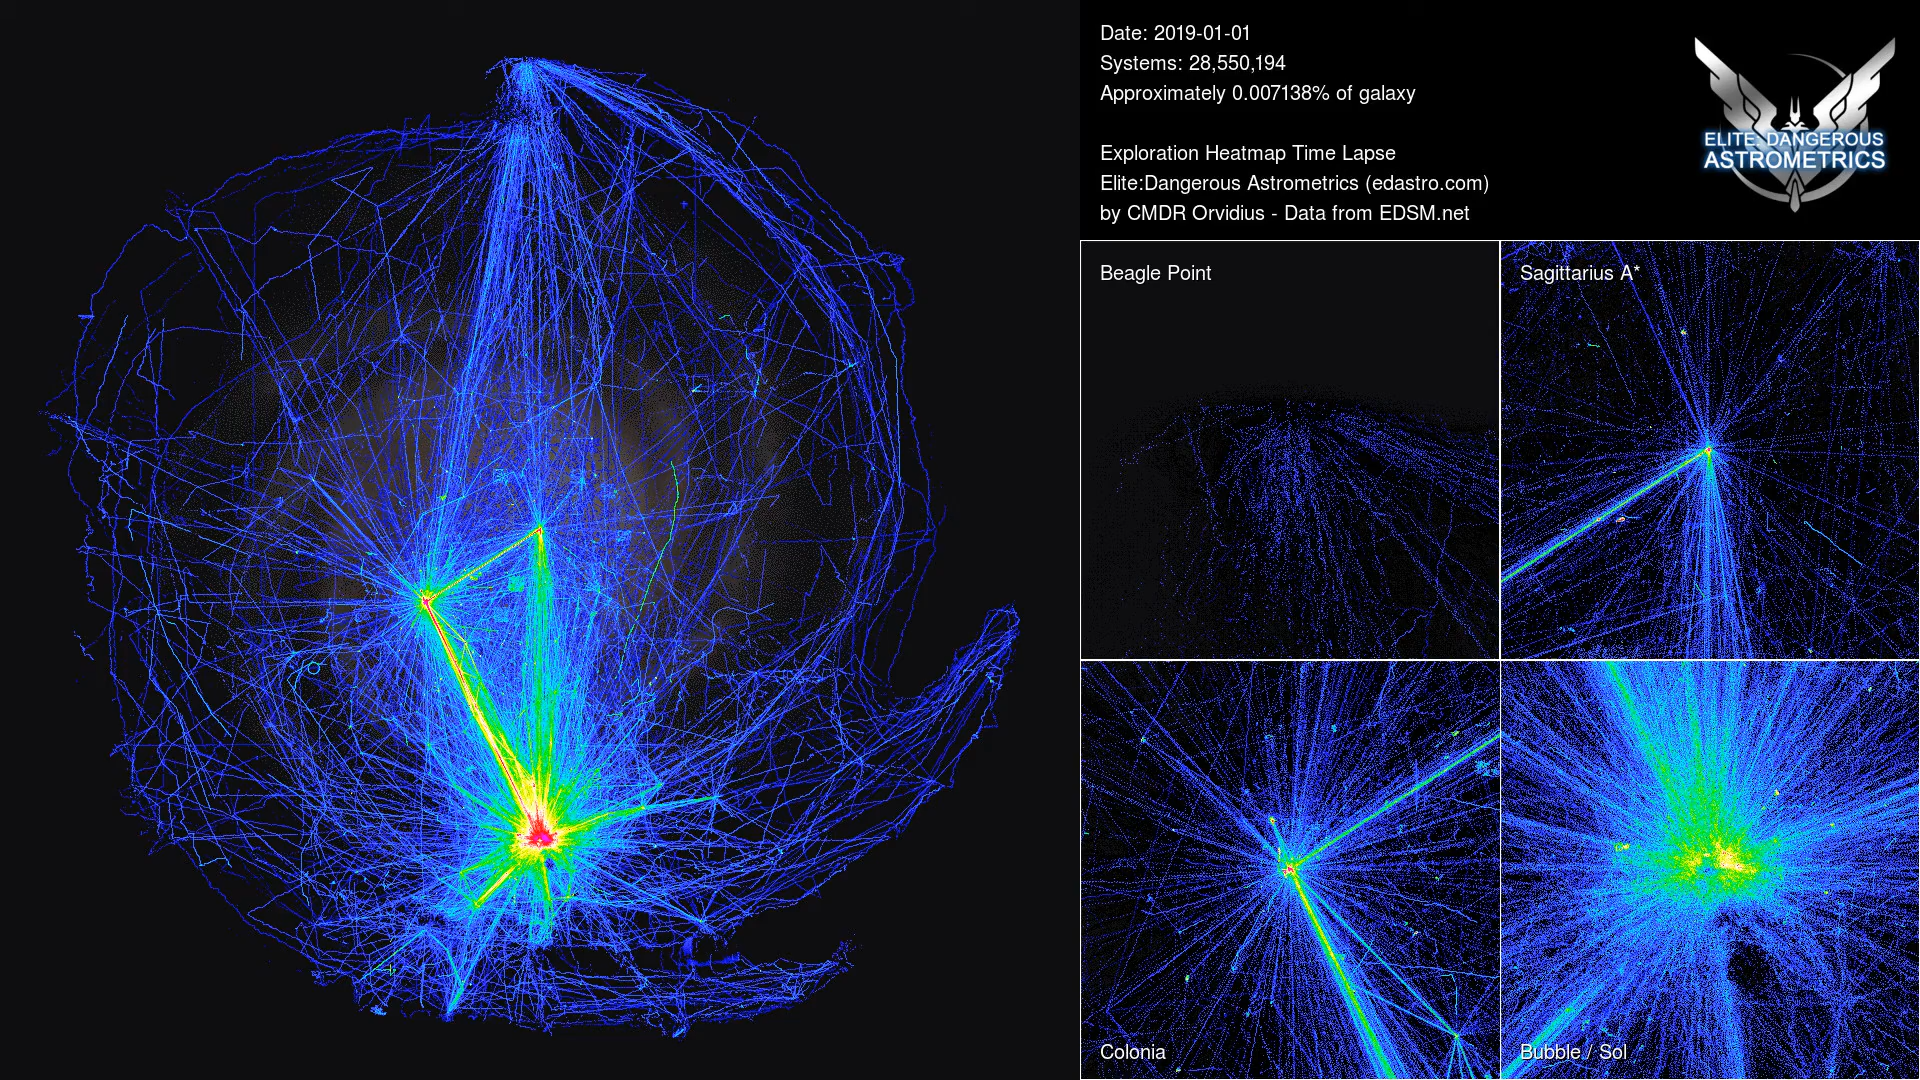 Date: 2019-01-01
Systems: 28,550,194
Approximately 0.007138% of galaxy
Exploration Heatmap Time Lapse
Elite:Dangerous Astrometrics (edastro.com)
by CMDR Orvidius - Data from EDSM.net
ELITE: DANGEROUS
ASTROMETRICS
Beagle Point
Sagittarius A*
Colonia
Bubble / Sol